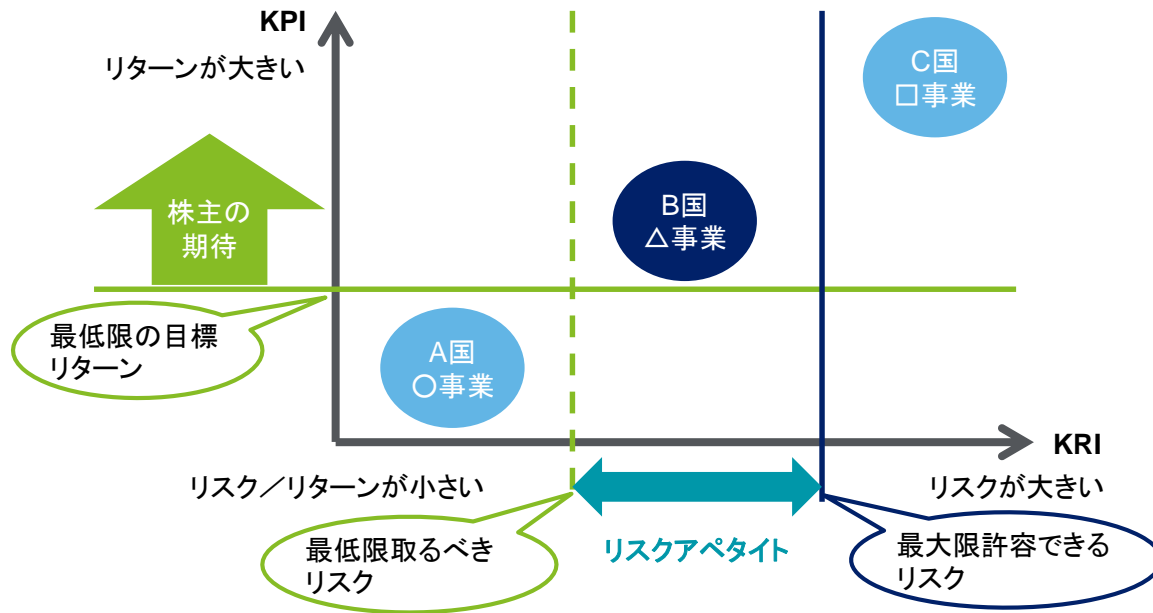 KPI
リターンが大きい
C国
□事業
株主の
期待
B国
△事業
最低限の目標
リターン
A国
○事業
KRI
リスク／リターンが小さい
リスクが大きい
最低限取るべき
リスク
リスクアペタイト
最大限許容できる
リスク